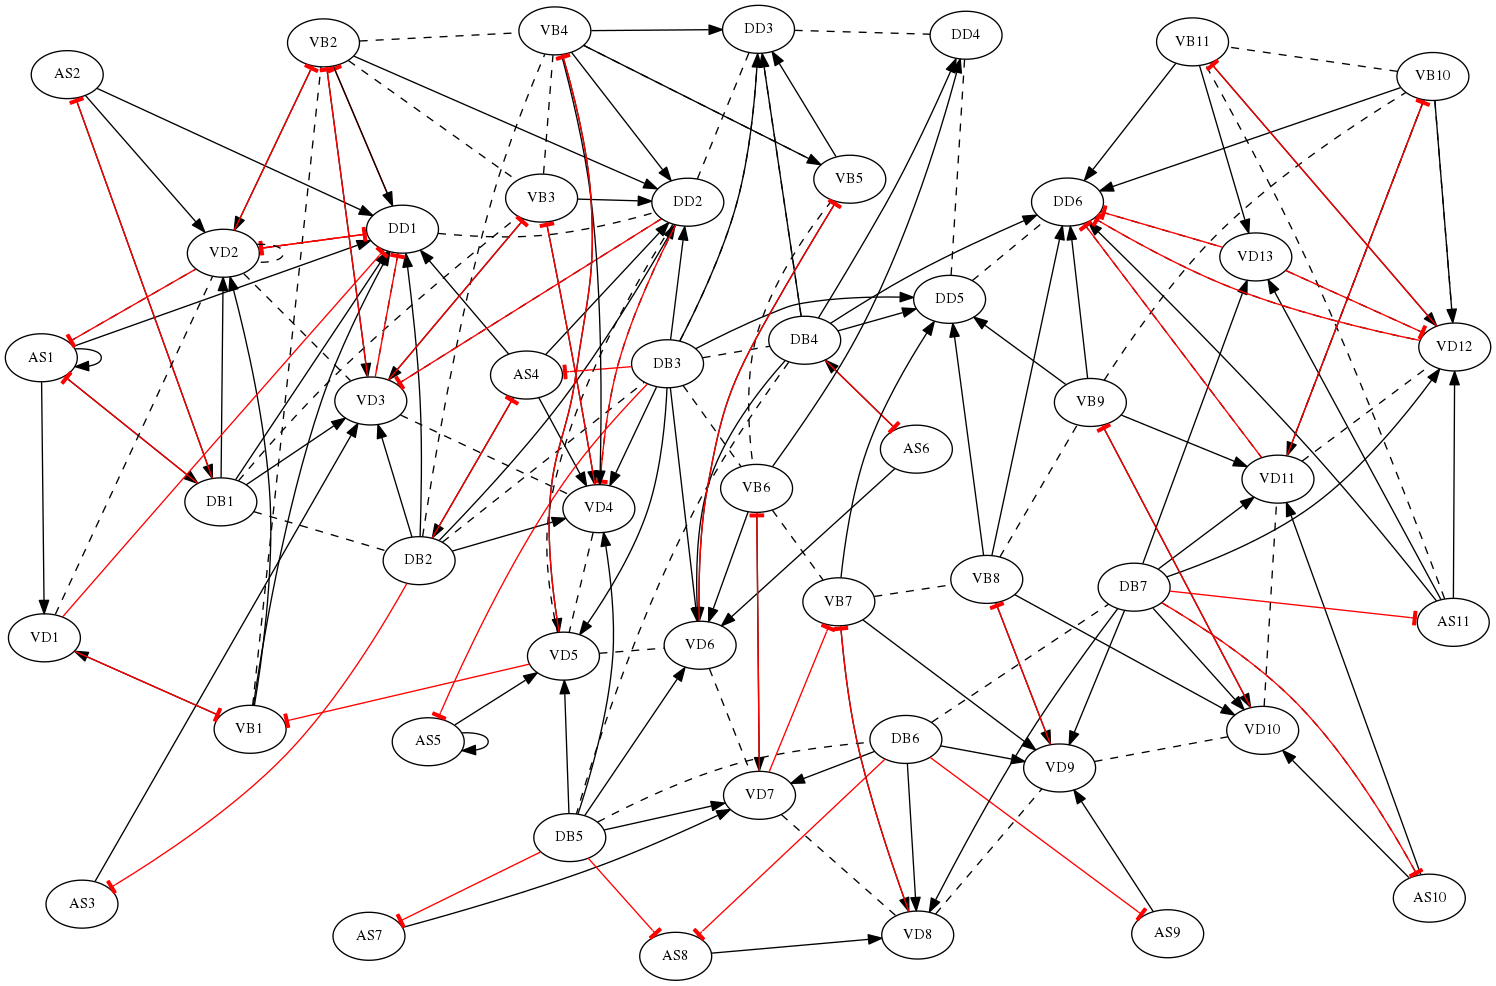 VB4
DD3
DD4
VB2
VB11
AS2
VB10
VB5
VB3
DD2
DD6
DD1
VD2
VD13
DD5
DB4
VD12
AS1
DB3
AS4
VD3
VB9
AS6
VD11
VB6
DB1
VD4
DB2
VB8
DB7
VB7
AS11
VD1
VD6
VD5
VB1
VD10
DB6
AS5
VD9
VD7
DB5
AS10
AS3
AS9
VD8
AS7
AS8